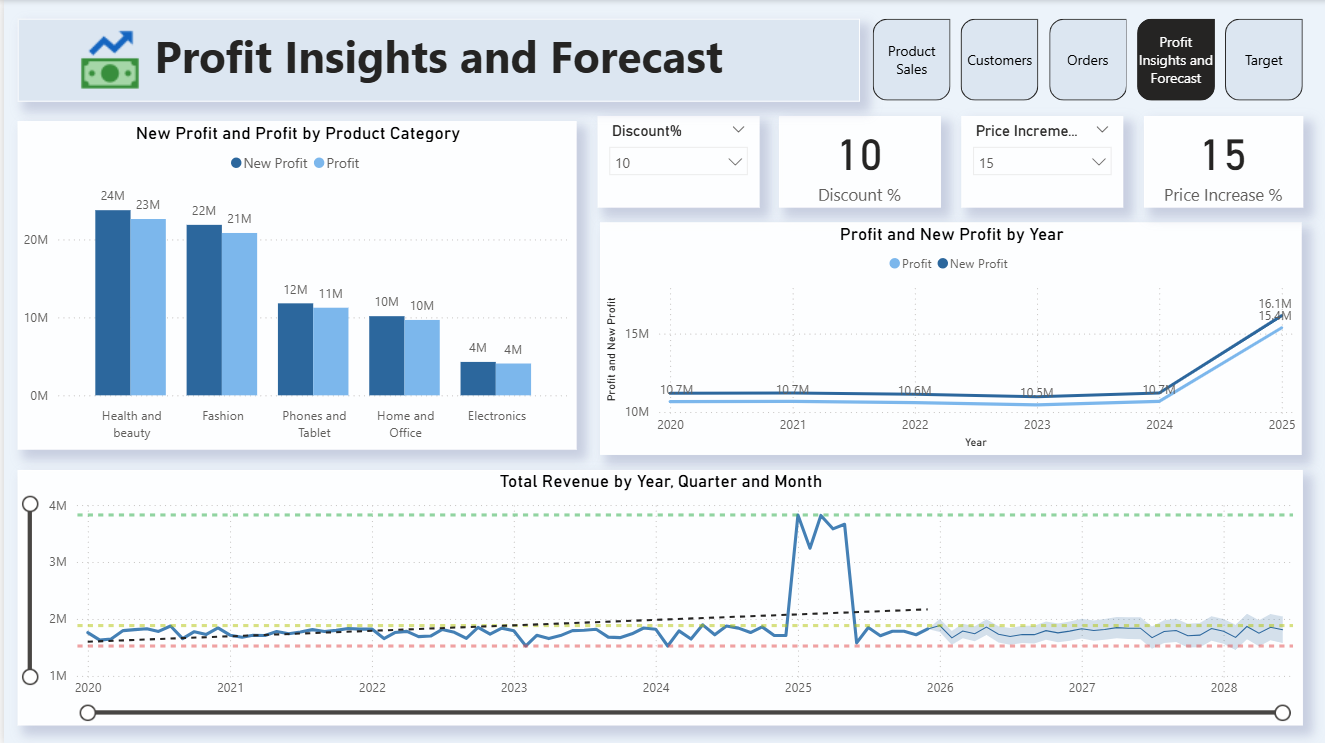 Profit Insights and Forecast
Product
Sales
Customers
Orders
Profit
Insights and
Forecast
Target
New Profit and Profit by Product Category
New Profit
Profit
24M
23M
22M
21M
12M
11M
10M
10M
4M
4M
20M
10M
0M
Health and
beauty
Fashion
Phones and
Tablet
Home and
Office
Electronics
Discount%
10
10
Discount %
Price Increme...
15
15
Price Increase %
Profit and New Profit by Year
Profit
New Profit
Profit and New Profit
15M
10M
10.7M
10.7M
10.6M
10.5M
10.7M
16.1M
15.4M
2020
2021
2022
2023
2024
2025
Year
Total Revenue by Year, Quarter and Month
4M
3M
2M
1M
2020
2021
2022
2023
2024
2025
2026
2027
2028